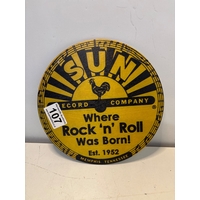 SUN
RECORD COMPANY
107
Where
Rock 'n' Roll
Was Born!
Est. 1952
MEMPHIS, TENNESSEE